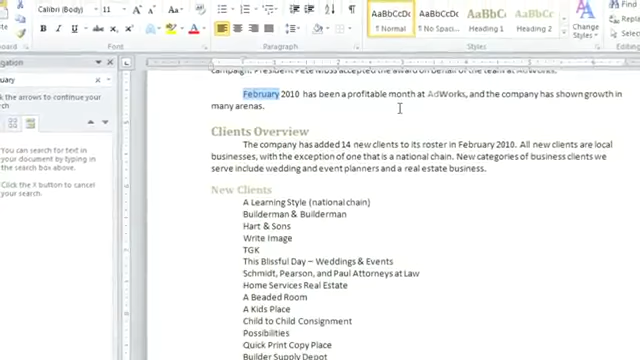 Calibri (Body) 11 Find
AaBbCcDc AaBbCcDc AaBbC AaBbCc
Normal No Spaci... Heading 1 Heading 2 Change
Styles
Font Paragraph Styles
Navigation
uary
campaign. President Pete Moss accepted the award on behalf of the team at AdWorks.
February 2010 has been a profitable month at AdWorks, and the company has shown growth in
many arenas.
arrow to continue your
search.
You can search for text in
your document by typing in
the search box above.
Click the X button to cancel
your search.
Clients Overview
The company has added 14 new clients to its roster in February 2010. All new clients are local
businesses, with the exception of one that is a national chain. New categories of business clients we
serve include wedding and event planners and a real estate business.
New Clients
A Learning Style (national chain)
Builderman & Builderman
Hart & Sons
Write Image
TGK
This Blissful Day – Weddings & Events
Schmidt, Pearson, and Paul Attorneys at Law
Home Services Real Estate
A Beaded Room
A Kids Place
Child to Child Consignment
Possibilities
Quick Print Copy Place
Builder Supply Depot